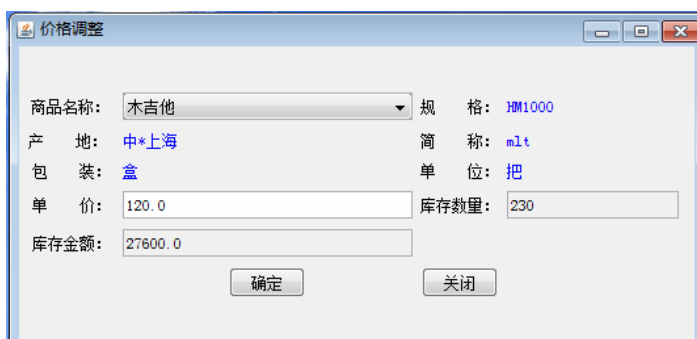 价格调整
商品名称： 木吉他 规 格： HM1000
产 地： 中*上海 简 称： mlt
包 装： 盒 单 位： 把
单 价： 120.0 库存数量： 230
库存金额： 27600.0
确定 关闭